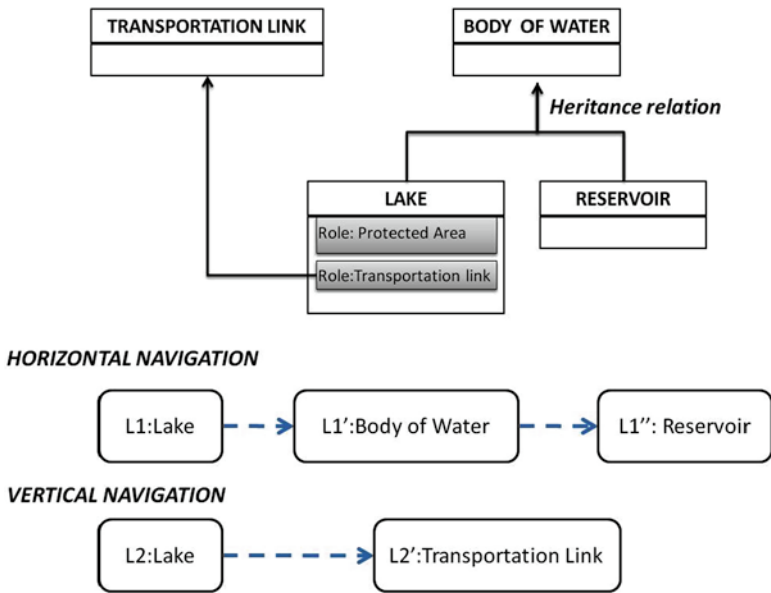 TRANSPORTATION LINK
BODY OF WATER
Heritance relation
LAKE
RESERVOIR
Role: Protected Area
Role:Transportation link
HORIZONTAL NAVIGATION
L1:Lake
L1':Body of Water
L1'': Reservoir
VERTICAL NAVIGATION
L2:Lake
L2':Transportation Link